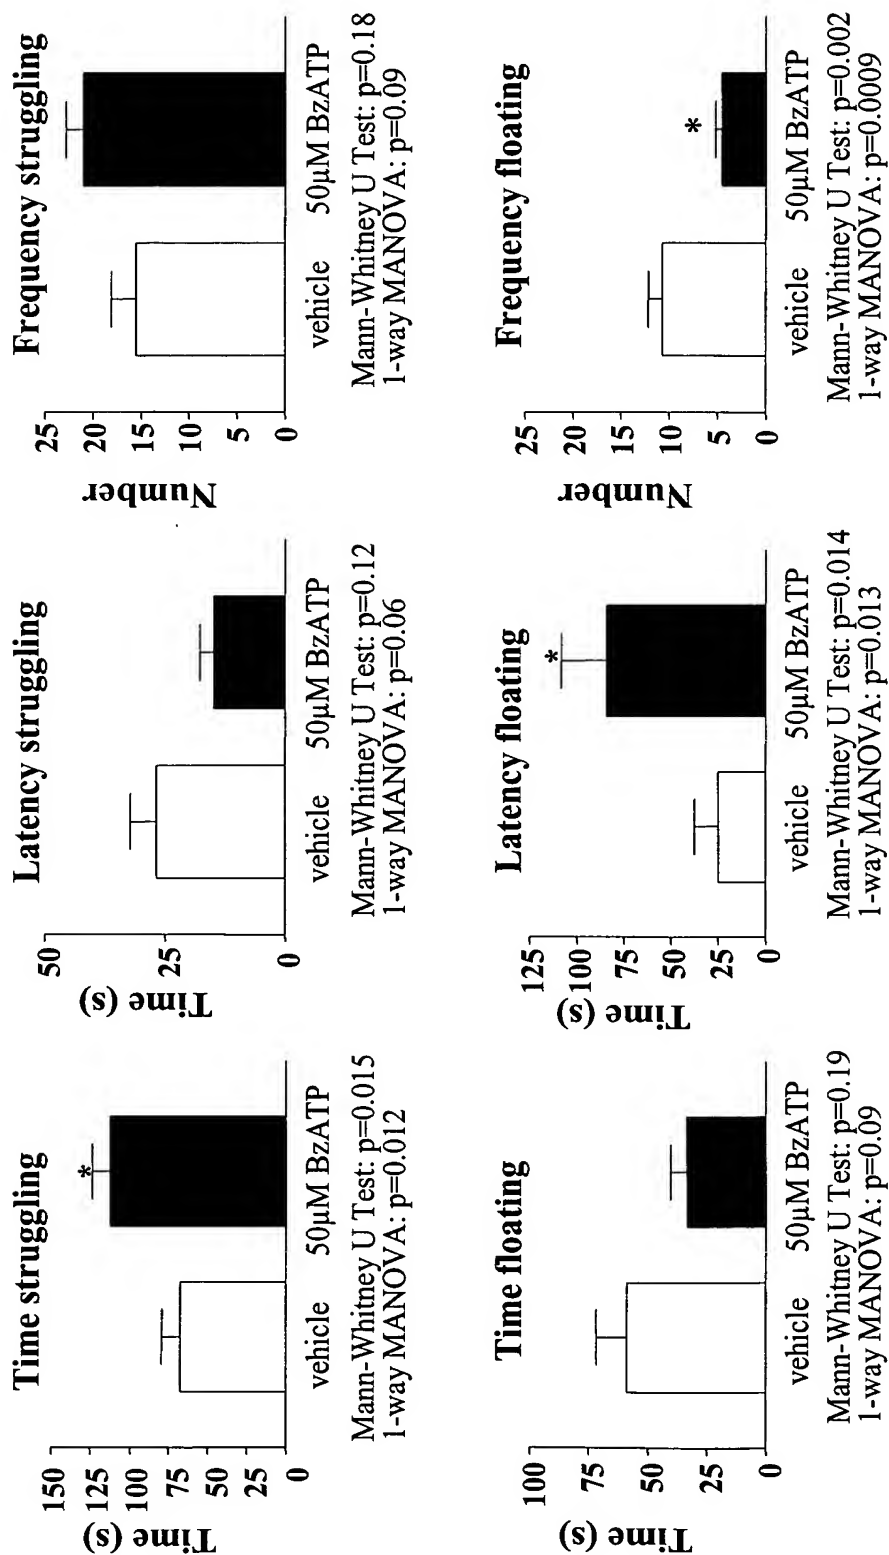 Time struggling
Time (s)
150
125
100
75
50
25
0
vehicle
50µM BzATP
*
Mann-Whitney U Test: p=0.015
1-way MANOVA: p=0.012
Latency struggling
Time (s)
50
25
0
vehicle
50µM BzATP
Mann-Whitney U Test: p=0.12
1-way MANOVA: p=0.06
Frequency struggling
Number
25
20
15
10
5
0
vehicle
50µM BzATP
Mann-Whitney U Test: p=0.18
1-way MANOVA: p=0.09
Time floating
Time (s)
100
75
50
25
0
vehicle
50µM BzATP
Mann-Whitney U Test: p=0.19
1-way MANOVA: p=0.09
Latency floating
Time (s)
125
100
75
50
25
0
vehicle
50µM BzATP
*
Mann-Whitney U Test: p=0.014
1-way MANOVA: p=0.013
Frequency floating
Number
25
20
15
10
5
0
vehicle
50µM BzATP
*
Mann-Whitney U Test: p=0.002
1-way MANOVA: p=0.0009